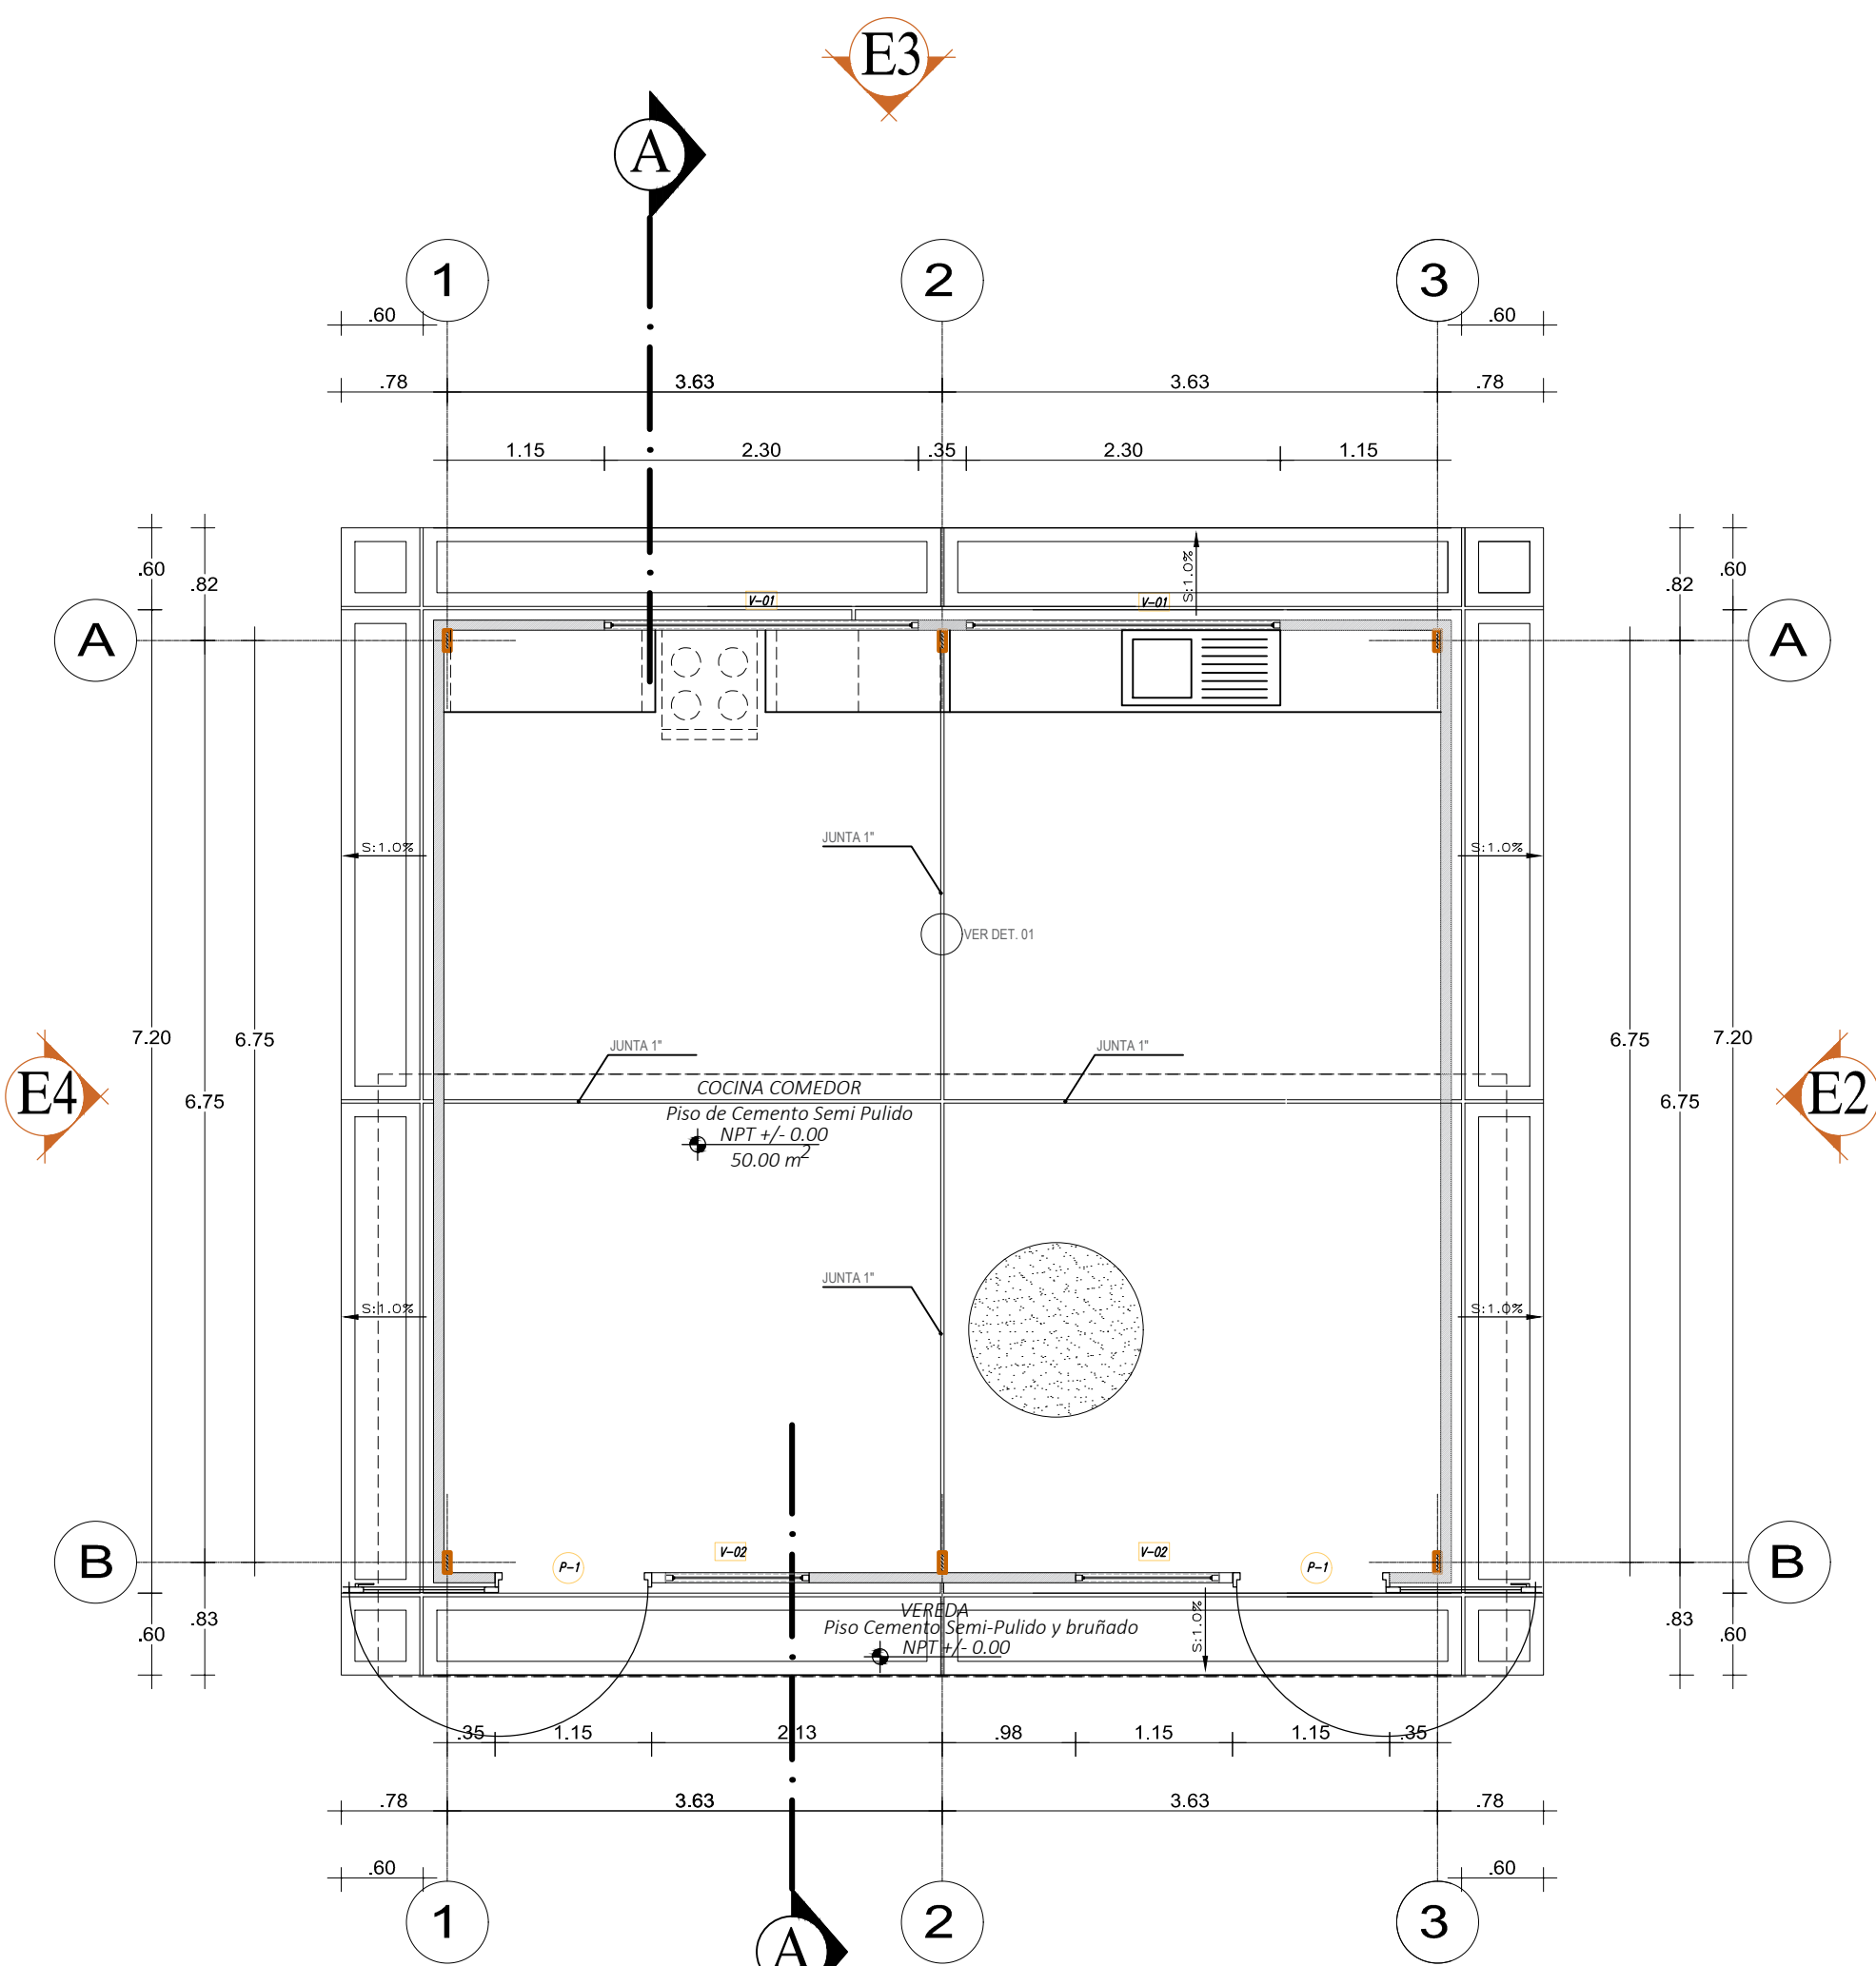 E3
A
1 2 3
.60 .60
.78 3.63 3.63 .78
1.15 2.30 .35 2.30 1.15
.60 .82 .82 .60
S:1.0%
V-01 V-01
A A
JUNTA 1"
S:1.0% S:1.0%
VER DET. 01
7.20 6.75 6.75 7.20
JUNTA 1" JUNTA 1"
COCINA COMEDOR
E4 6.75 6.75 E2
Piso de Cemento Semi Pulido
NPT +/- 0.00
50.00 m2
JUNTA 1"
S:1.0% S:1.0%
V-02 V-02
B P-1 P-1 B
VEREDA
.60 .83 .83 .60
Piso Cemento Semi-Pulido y bruñado
S:1.0%
NPT +/- 0.00
.35 1.15 2.13 .98 1.15 1.15 .35
.78 3.63 3.63 .78
.60 .60
1 2 3
A